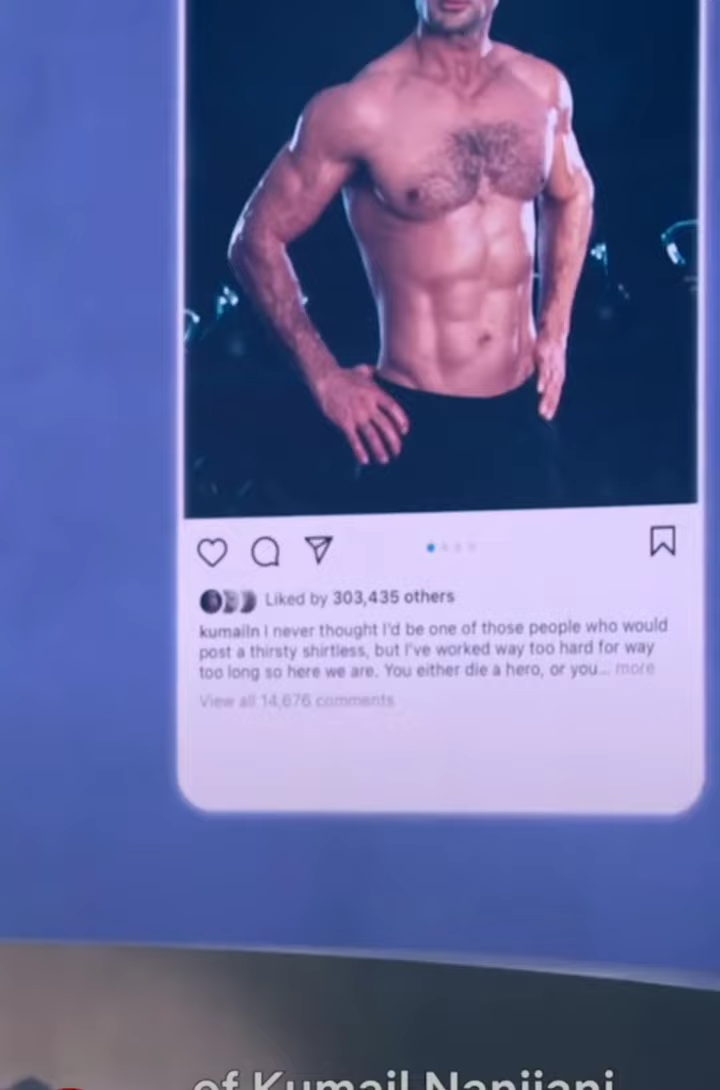 Liked by 303,435 others
kumailn I never thought I'd be one of those people who would
post a thirsty shirtless, but I've worked way too hard for way
too long so here we are. You either die a hero, or you... more
View all 14,676 comments
of Kumail Nanjiani